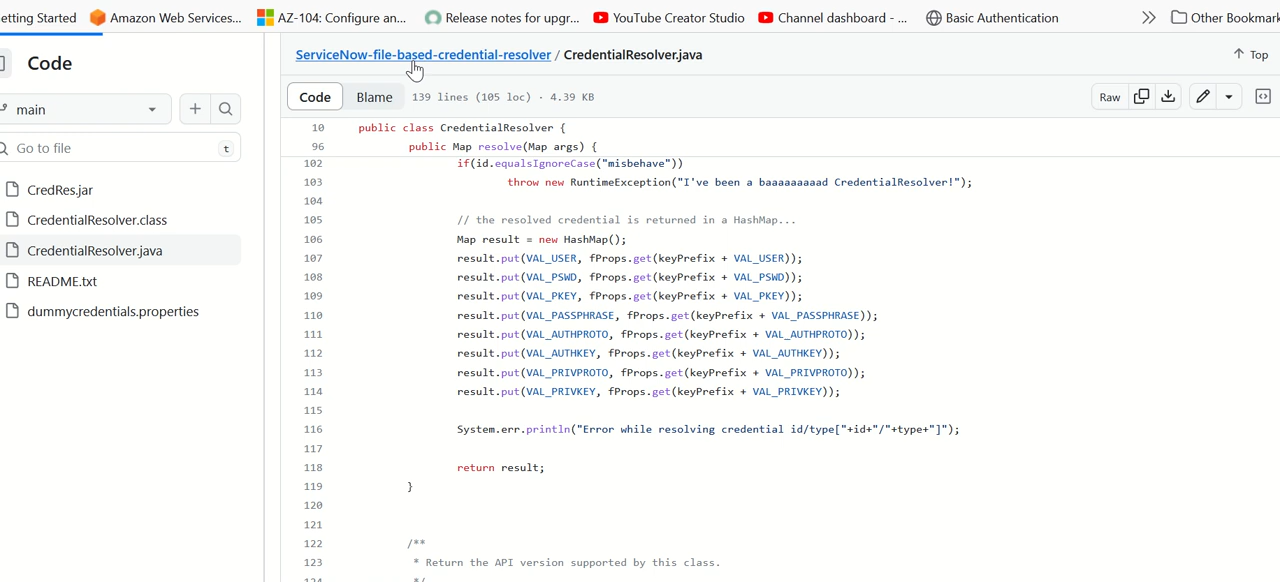 etting Started Amazon Web Services... AZ-104: Configure an... Release notes for upgr... YouTube Creator Studio Channel dashboard - ... Basic Authentication Other Bookmark
Code
main
Go to file t
CredRes.jar
CredentialResolver.class
CredentialResolver.java
README.txt
dummycredentials.properties
ServiceNow-file-based-credential-resolver / CredentialResolver.java Top
Code Blame 139 lines (105 loc) · 4.39 KB Raw
10 public class CredentialResolver {
96 public Map resolve(Map args) {
102 if(id.equalsIgnoreCase("misbehave"))
103 throw new RuntimeException("I've been a baaaaaaaaad CredentialResolver!");
104
105 // the resolved credential is returned in a HashMap...
106 Map result = new HashMap();
107 result.put(VAL_USER, fProps.get(keyPrefix + VAL_USER));
108 result.put(VAL_PSWD, fProps.get(keyPrefix + VAL_PSWD));
109 result.put(VAL_PKEY, fProps.get(keyPrefix + VAL_PKEY));
110 result.put(VAL_PASSPHRASE, fProps.get(keyPrefix + VAL_PASSPHRASE));
111 result.put(VAL_AUTHPROTO, fProps.get(keyPrefix + VAL_AUTHPROTO));
112 result.put(VAL_AUTHKEY, fProps.get(keyPrefix + VAL_AUTHKEY));
113 result.put(VAL_PRIVPROTO, fProps.get(keyPrefix + VAL_PRIVPROTO));
114 result.put(VAL_PRIVKEY, fProps.get(keyPrefix + VAL_PRIVKEY));
115
116 System.err.println("Error while resolving credential id/type["+id+"/"+type+"]");
117
118 return result;
119 }
120
121
122 /**
123 * Return the API version supported by this class.
124 */